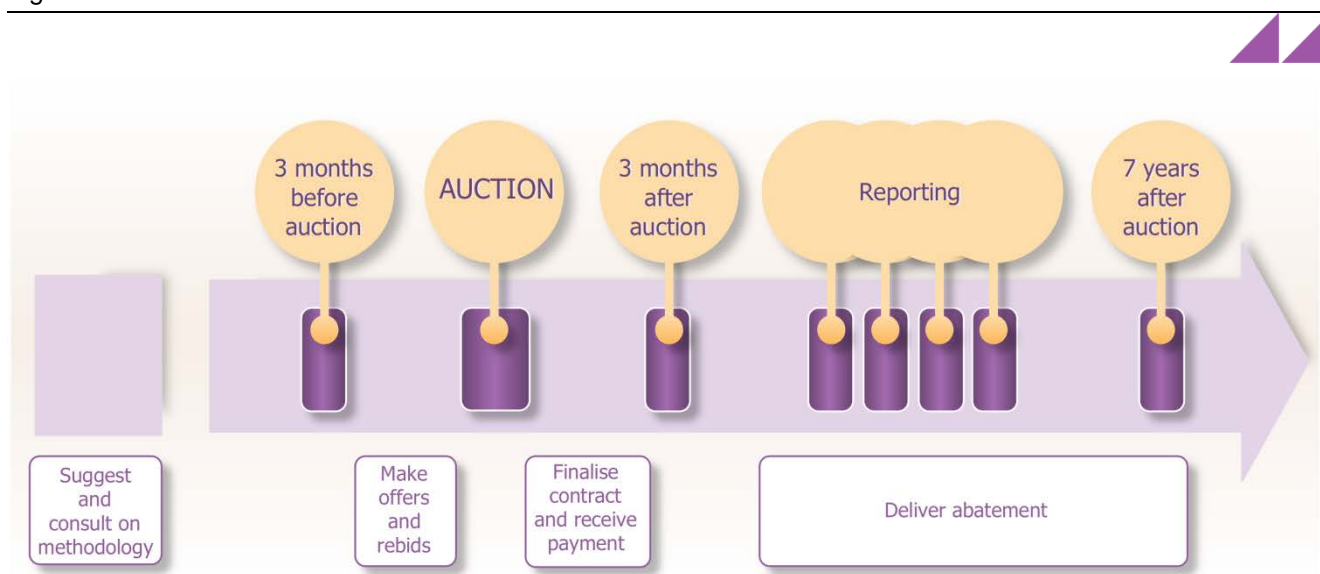 3 months
before
auction
AUCTION
3 months
after
auction
Reporting
7 years
after
auction
Suggest
and
consult on
methodology
Make
offers
and
rebids
Finalise
contract
and receive
payment
Deliver abatement